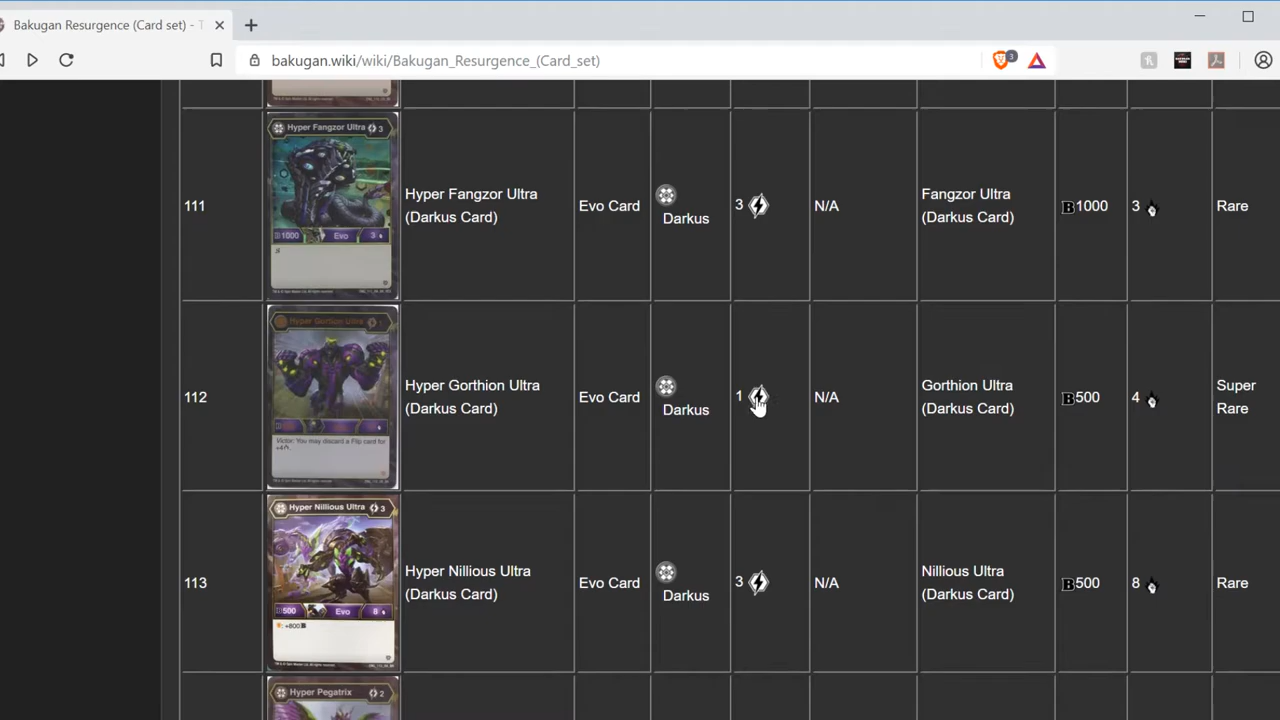 Bakugan Resurgence (Card set) - T
bakugan.wiki/wiki/Bakugan_Resurgence_(Card_set)
3
111
Hyper Fangzor Ultra 3
1000 Evo 3
Hyper Fangzor Ultra
(Darkus Card)
Evo Card
Darkus
3
N/A
Fangzor Ultra
(Darkus Card)
B1000
3
Rare
112
Hyper Gorthion Ultra
Victor: You may discard a Flip card for
+4
Hyper Gorthion Ultra
(Darkus Card)
Evo Card
Darkus
1
N/A
Gorthion Ultra
(Darkus Card)
B500
4
Super
Rare
113
Hyper Nillious Ultra 3
500 Evo 8
+600
Hyper Nillious Ultra
(Darkus Card)
Evo Card
Darkus
3
N/A
Nillious Ultra
(Darkus Card)
B500
8
Rare
Hyper Pegatrix 2